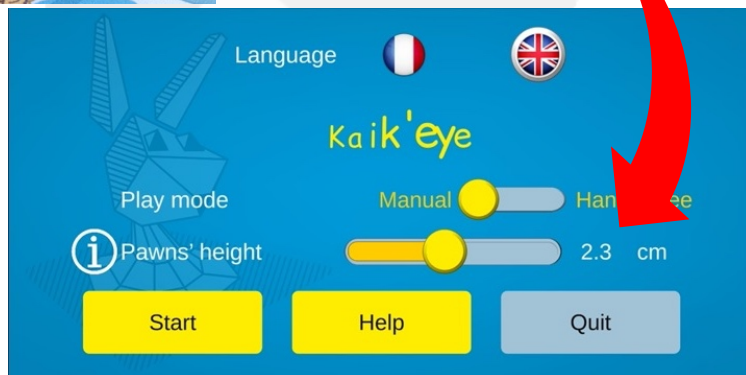 Language
Kaik'eye
Play mode Manual
Pawns' height 2.3 cm
Start Help Quit